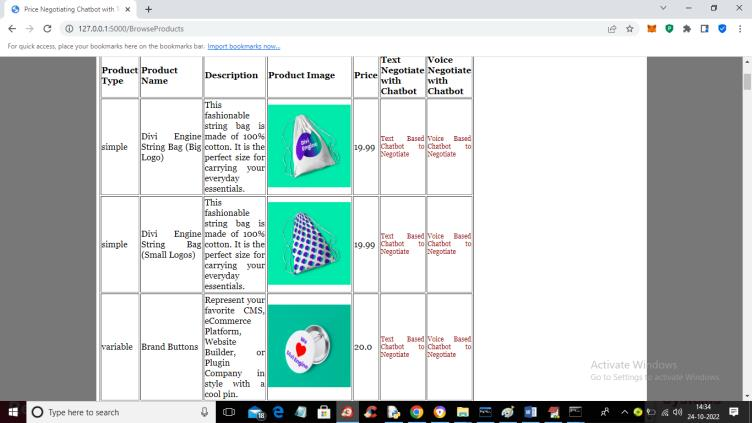 Price Negotiating Chatbot with
127.0.0.1:5000/BrowseProducts
For quick access, place your bookmarks here on the bookmarks bar. Import bookmarks now...
Product Type
Product Name
Description
Product Image
Price
Text Negotiate with Chatbot
Voice Negotiate with Chatbot
simple
Divi Engine
String Bag (Big
Logo)
This
fashionable
string bag is
made of 100%
cotton. It is the
perfect size for
carrying your
everyday
essentials.
Divi
Engine
19.99
Text Based
Chatbot to
Negotiate
Voice Based
Chatbot to
Negotiate
simple
Divi Engine
String Bag
(Small Logos)
This
fashionable
string bag is
made of 100%
cotton. It is the
perfect size for
carrying your
everyday
essentials.
19.99
Text Based
Chatbot to
Negotiate
Voice Based
Chatbot to
Negotiate
variable
Brand Buttons
Represent your
favorite CMS,
eCommerce
Platform,
Website
Builder, or
Plugin
Company in
style with a
cool pin.
We
Divi Engine
20.0
Text Based
Chatbot to
Negotiate
Voice Based
Chatbot to
Negotiate
Activate Windows
Go to Settings to activate Windows.
Type here to search
14:34
24-10-2022